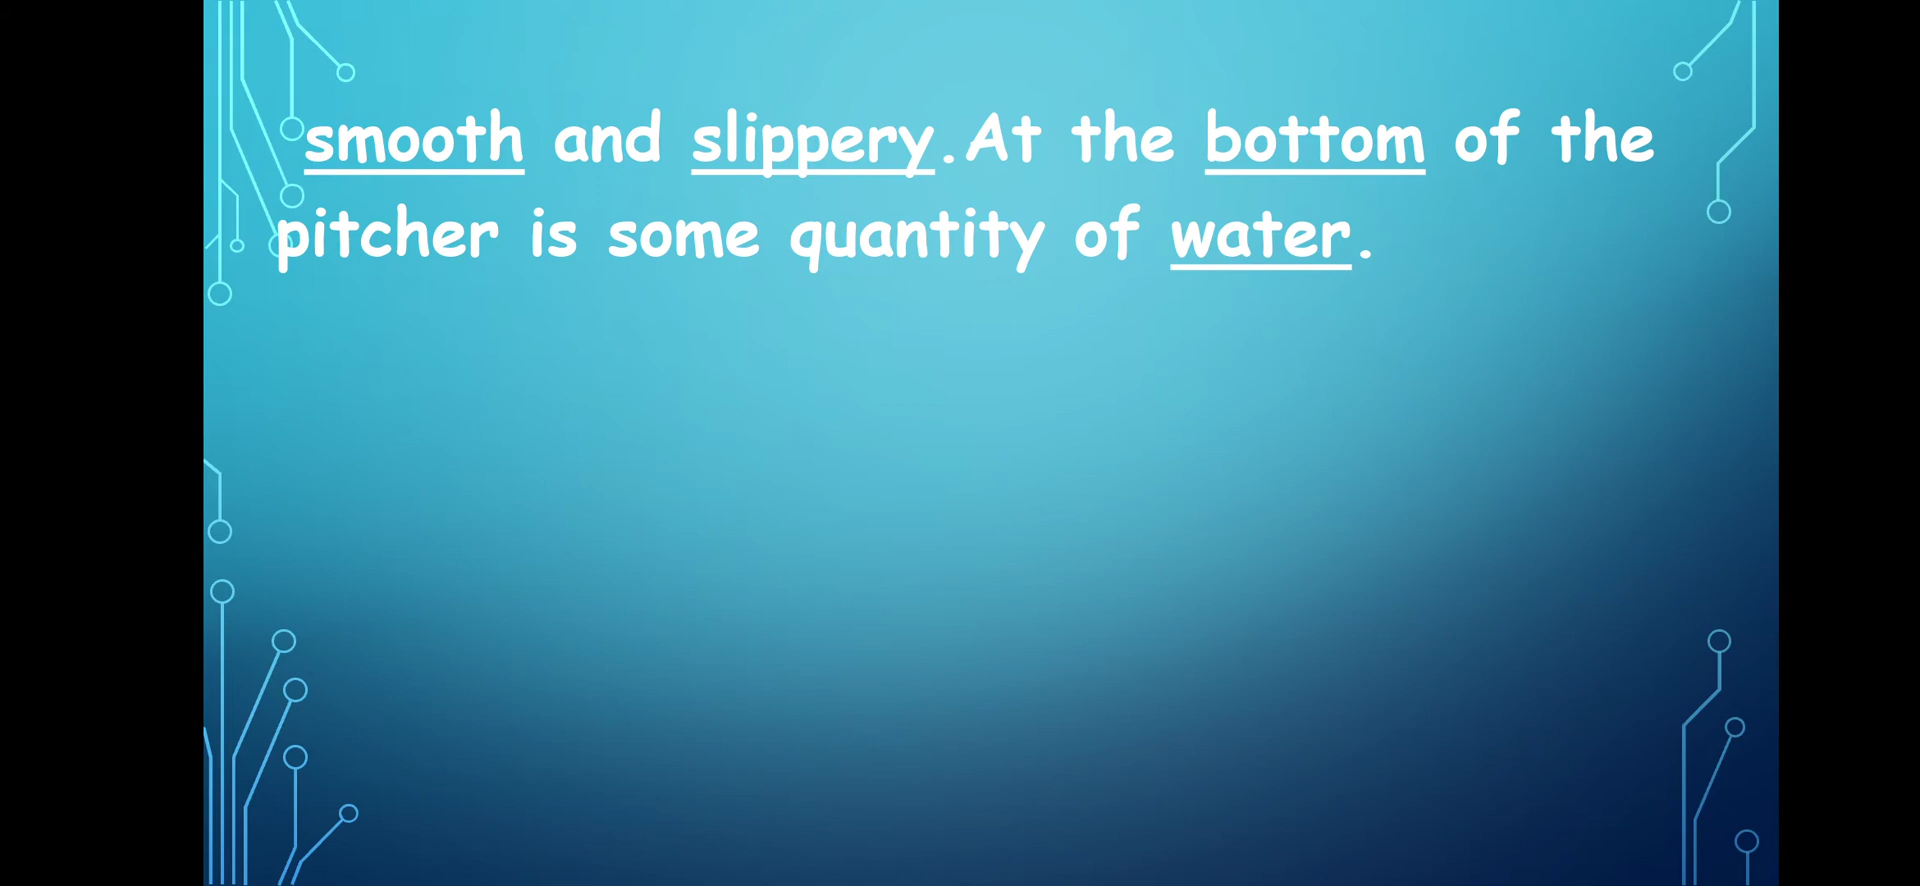 smooth and slippery.At the bottom of the
pitcher is some quantity of water.